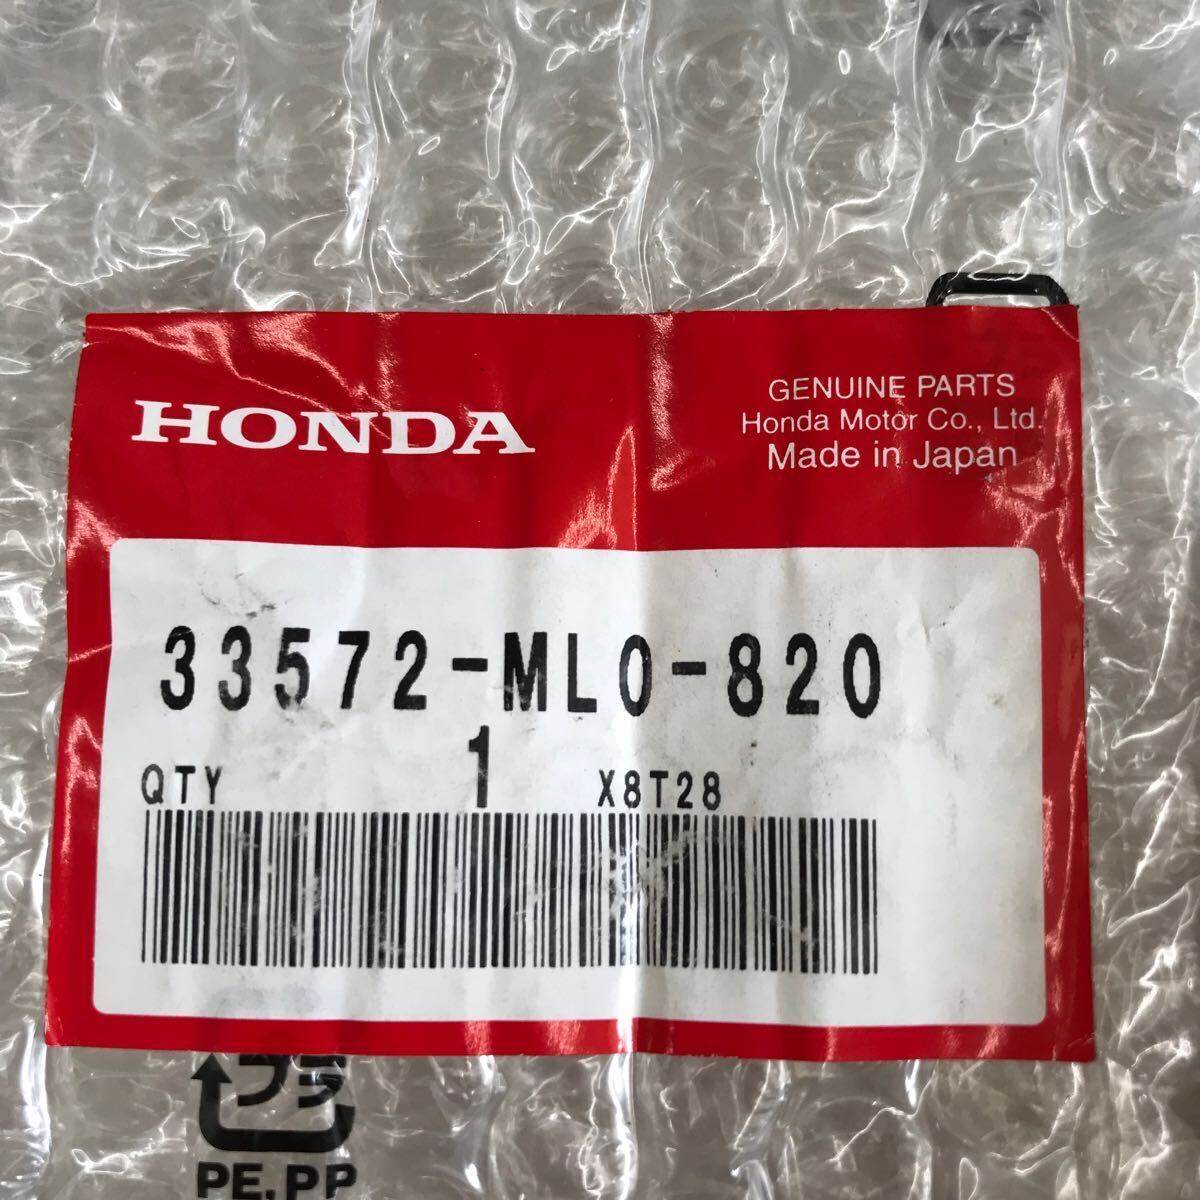 HONDA
GENUINE PARTS
Honda Motor Co., Ltd.
Made in Japan
33572-ML0-820
QTY 1 X8T28
プラ
PE,PP